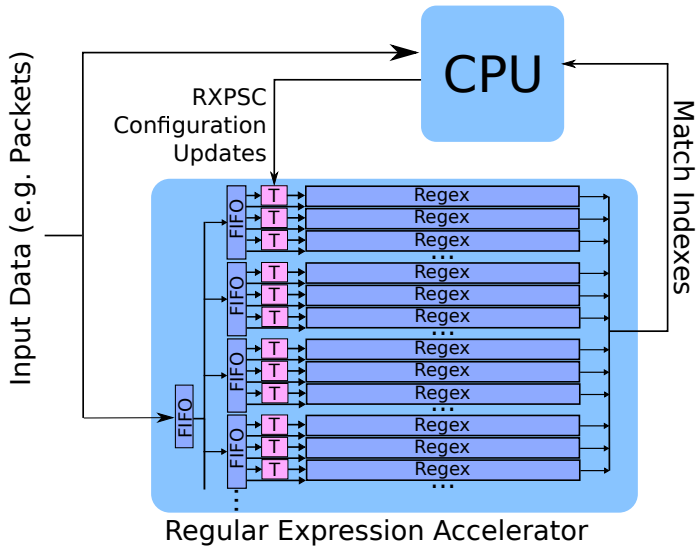 Input Data (e.g. Packets)
CPU
RXPSC
Configuration
Updates
Match Indexes
FIFO
FIFO
T
Regex
T
Regex
T
Regex
...
FIFO
T
Regex
T
Regex
T
Regex
...
FIFO
T
Regex
T
Regex
T
Regex
...
FIFO
T
Regex
T
Regex
T
Regex
...
...
Regular Expression Accelerator